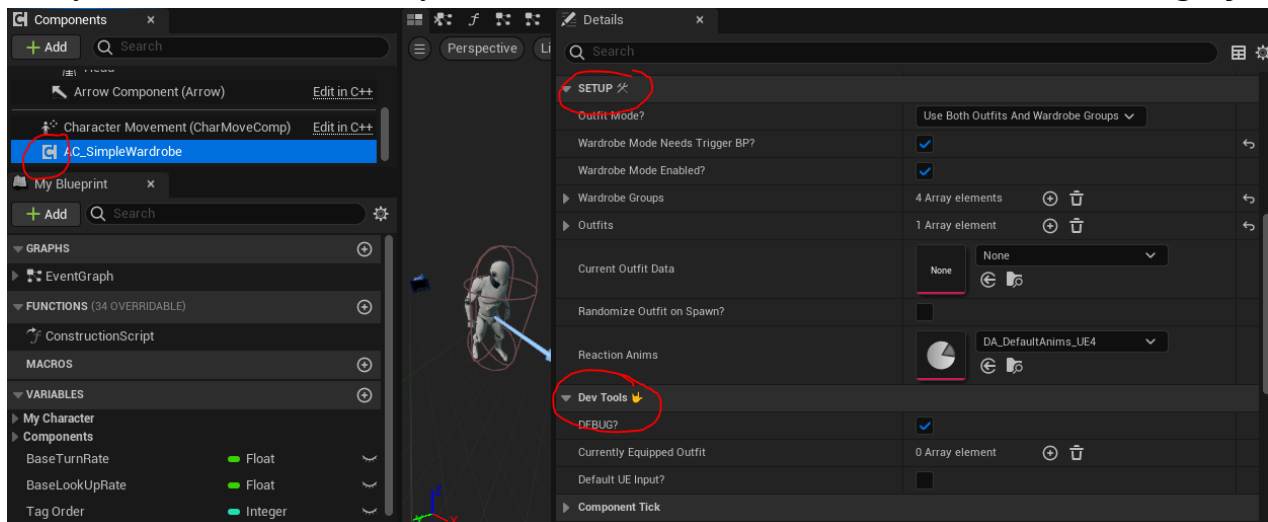 Components
Details
Add
Search
Perspective
Li
Search
Head
Arrow Component (Arrow) Edit in C++
Character Movement (CharMoveComp) Edit in C++
AC_SimpleWardrobe
My Blueprint
Add
Search
GRAPHS
EventGraph
FUNCTIONS (34 OVERRIDABLE)
ConstructionScript
MACROS
VARIABLES
My Character
Components
BaseTurnRate Float
BaseLookUpRate Float
Tag Order Integer
Z
X
SETUP
Outfit Mode? Use Both Outfits And Wardrobe Groups
Wardrobe Mode Needs Trigger BP?
Wardrobe Mode Enabled?
Wardrobe Groups 4 Array elements
Outfits 1 Array element
Current Outfit Data None None
Randomize Outfit on Spawn?
Reaction Anims DA_DefaultAnims_UE4
Dev Tools
DEBUG?
Currently Equipped Outfit 0 Array element
Default UE Input?
Component Tick